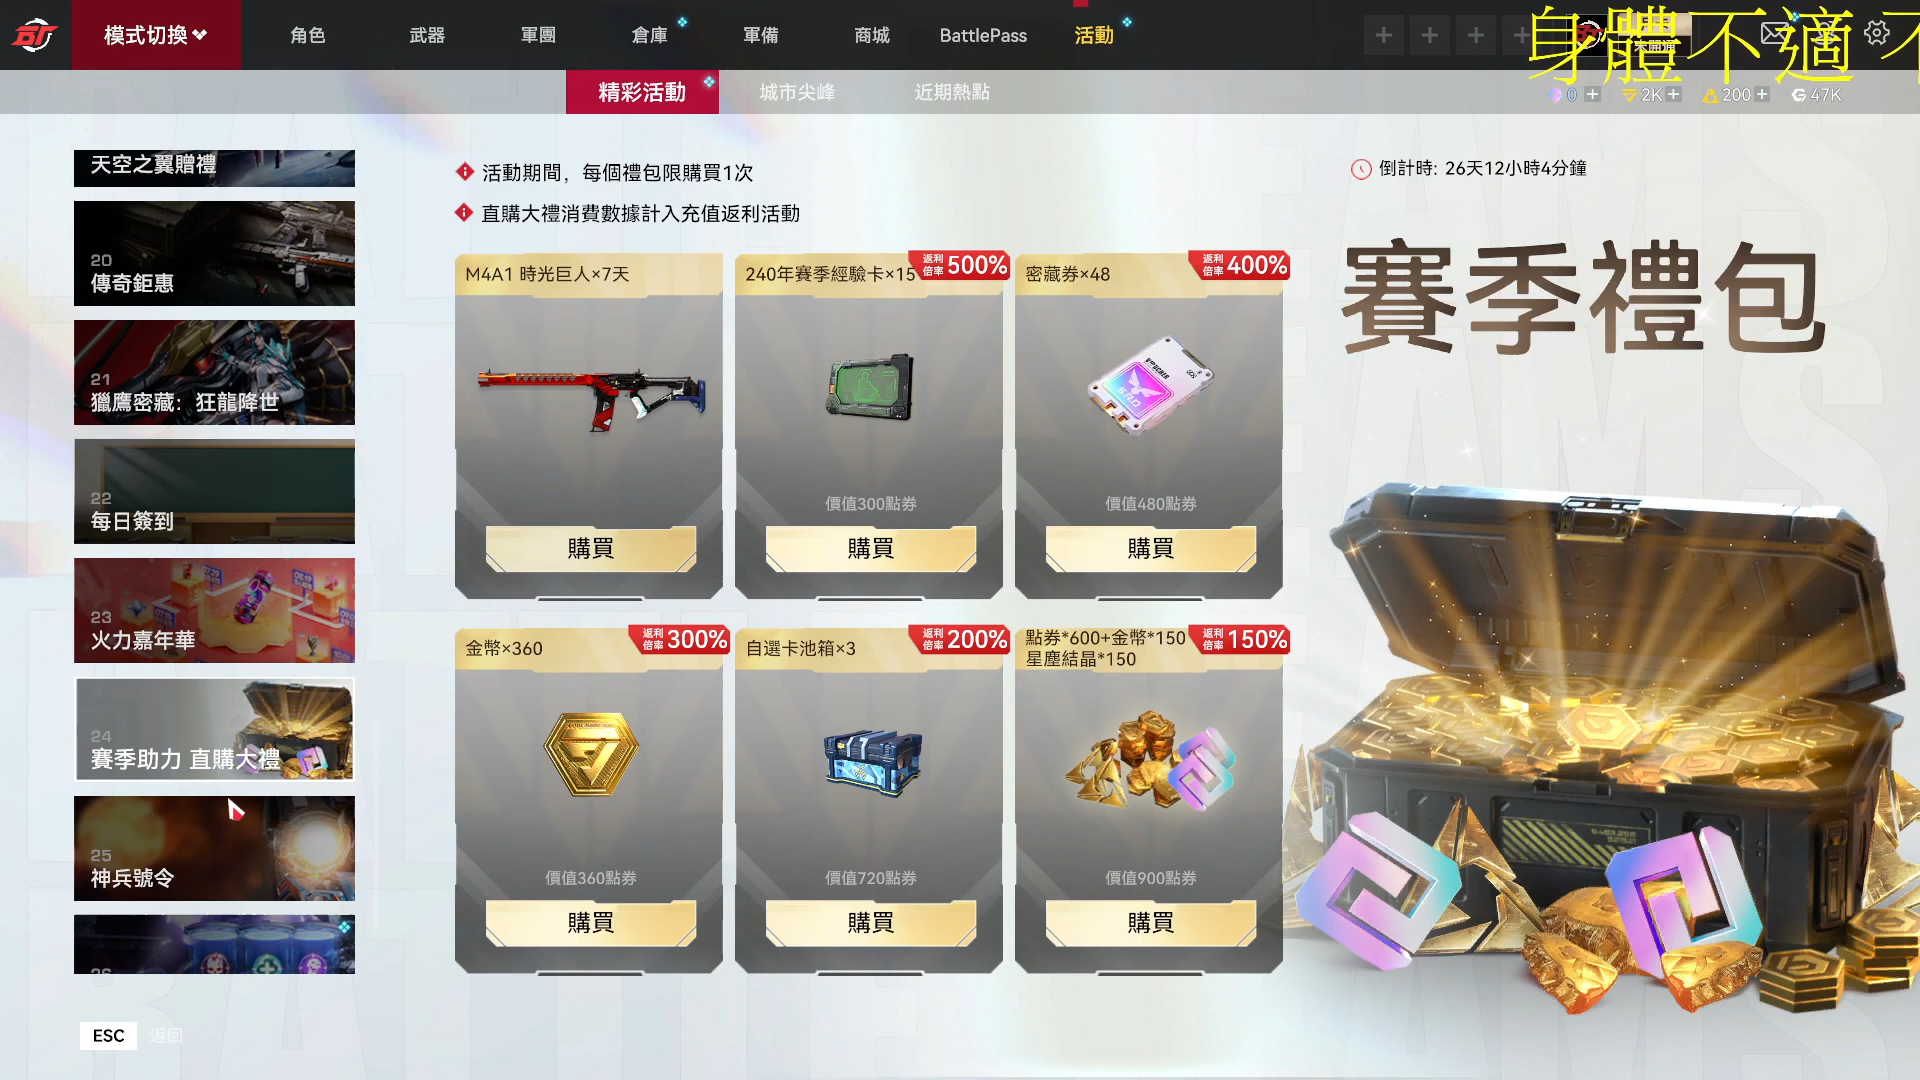 模式切換
角色
武器
軍團
倉庫
軍備
商城
BattlePass
活動
身體不適 不
未開通
0
2K
200
47K
精彩活動
城市尖峰
近期熱點
天空之翼贈禮
20
傳奇鉅惠
21
獵鷹密藏：狂龍降世
22
每日簽到
23
火力嘉年華
24
賽季助力 直購大禮
25
神兵號令
26
活動期間，每個禮包限購買1次
直購大禮消費數據計入充值返利活動
倒計時: 26天12小時4分鐘
賽季禮包
M4A1 時光巨人×7天
購買
240年賽季經驗卡×15
返利倍率 500%
價值300點券
購買
密藏券×48
返利倍率 400%
價值480點券
購買
金幣×360
返利倍率 300%
價值360點券
購買
自選卡池箱×3
返利倍率 200%
價值720點券
購買
點券*600+金幣*150
星塵結晶*150
返利倍率 150%
價值900點券
購買
ESC 返回